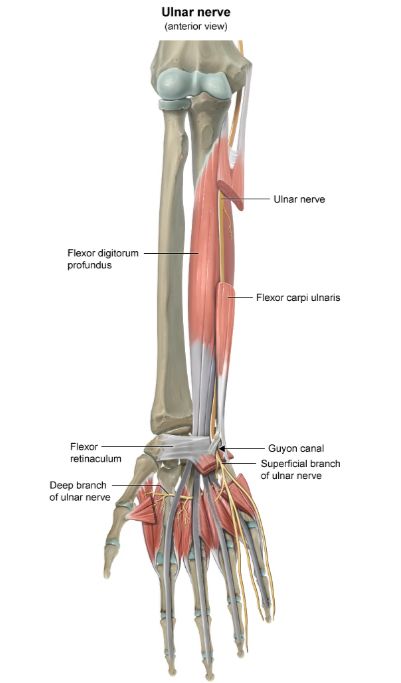 Ulnar nerve
(anterior view)
Ulnar nerve
Flexor digitorum
profundus
Flexor carpi ulnaris
Flexor
retinaculum
Guyon canal
Superficial branch
of ulnar nerve
Deep branch
of ulnar nerve